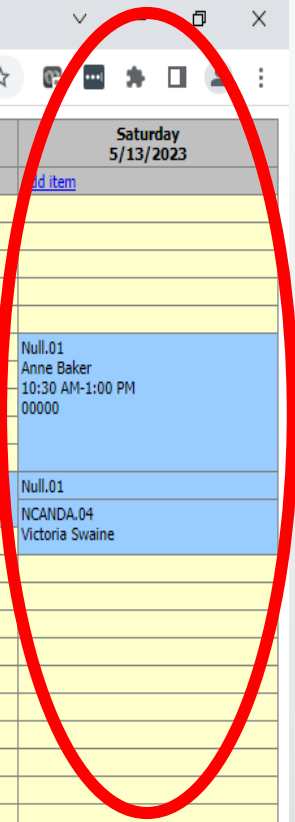 Saturday
5/13/2023
dd item
Null.01
Anne Baker
10:30 AM-1:00 PM
00000
Null.01
NCANDA.04
Victoria Swaine